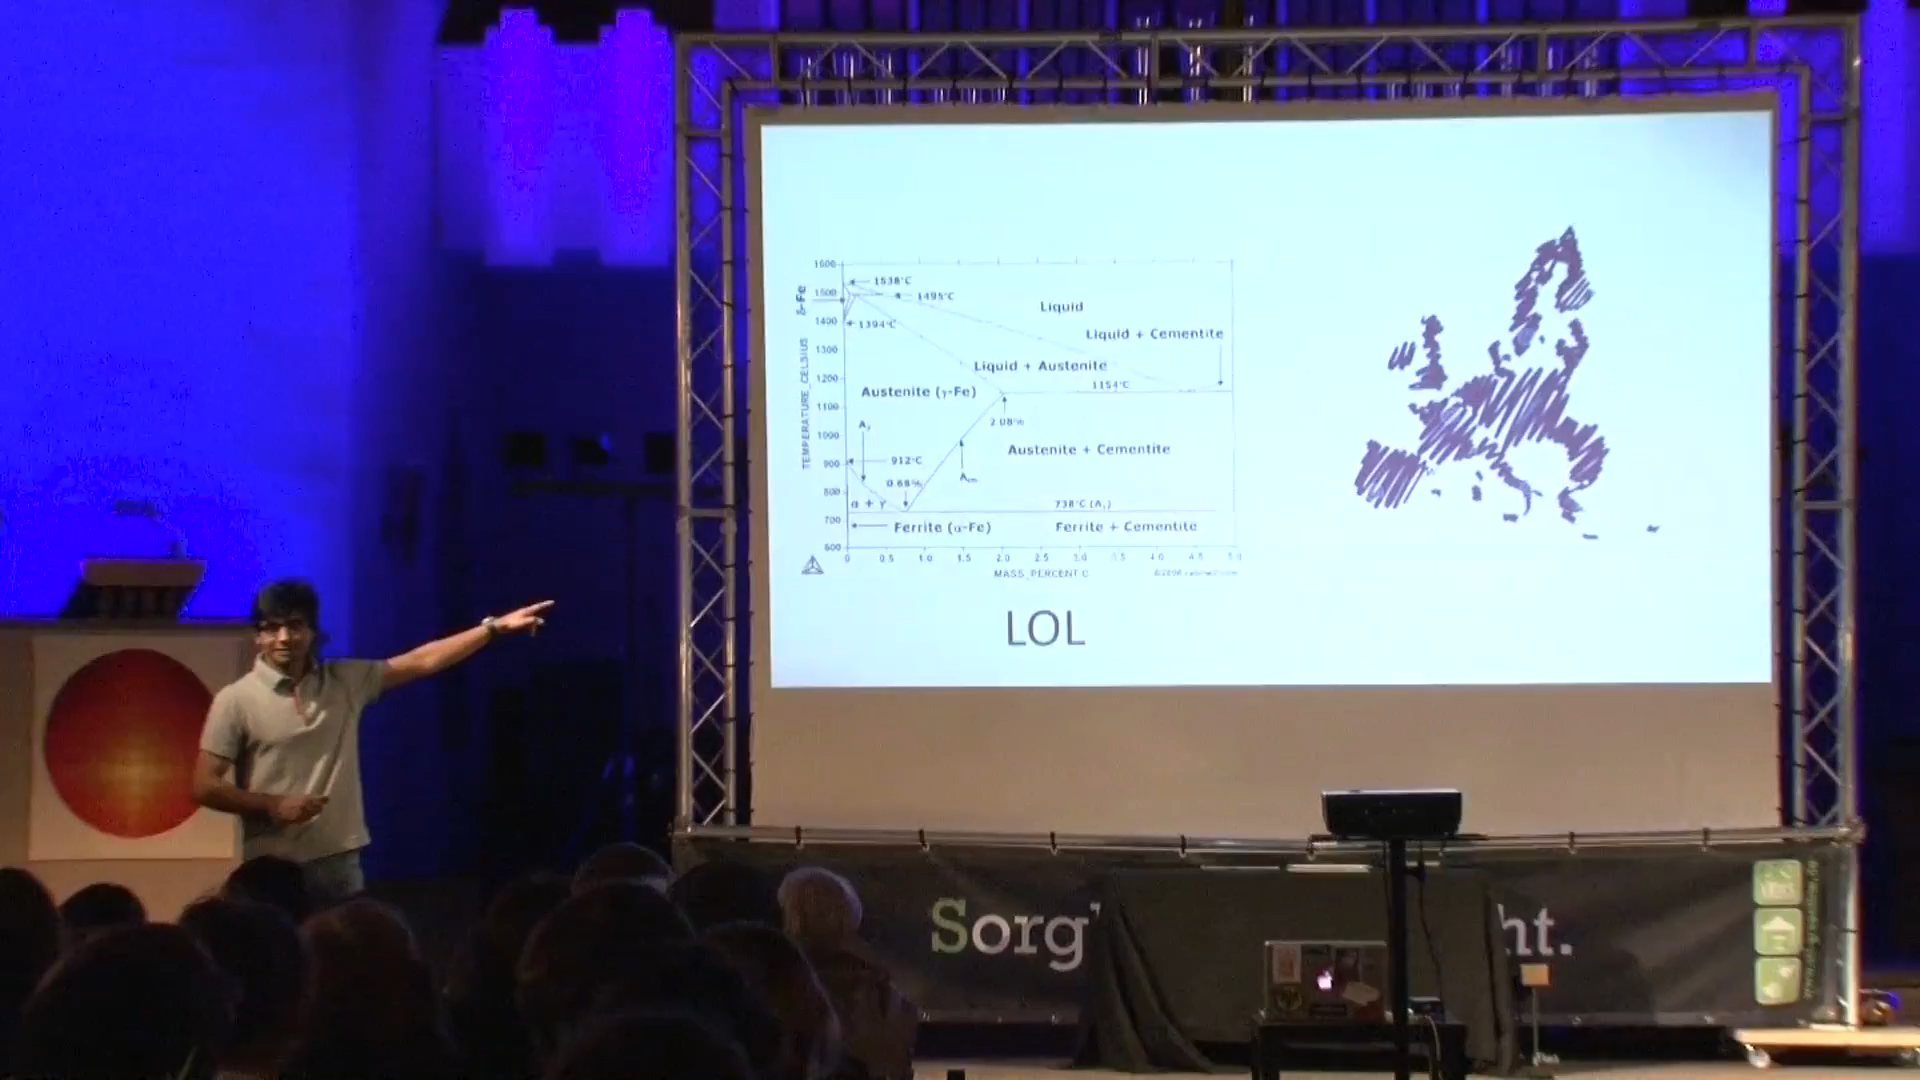 1600
1538°C
δ-Fe
1500
1495°C
Liquid
1400
1394°C
Liquid + Cementite
1300
Liquid + Austenite
1200
1154°C
Austenite (γ-Fe)
1100
2.08%
TEMPERATURE_CELSIUS
1000
Austenite + Cementite
900
912°C
0.68%
800
α + γ
738°C (A₁)
700
Ferrite (α-Fe)
Ferrite + Cementite
600
0 0.5 1.0 1.5 2.0 2.5 3.0 3.5 4.0 4.5 5.0
MASS_PERCENT C
LOL
Sorg
ht.